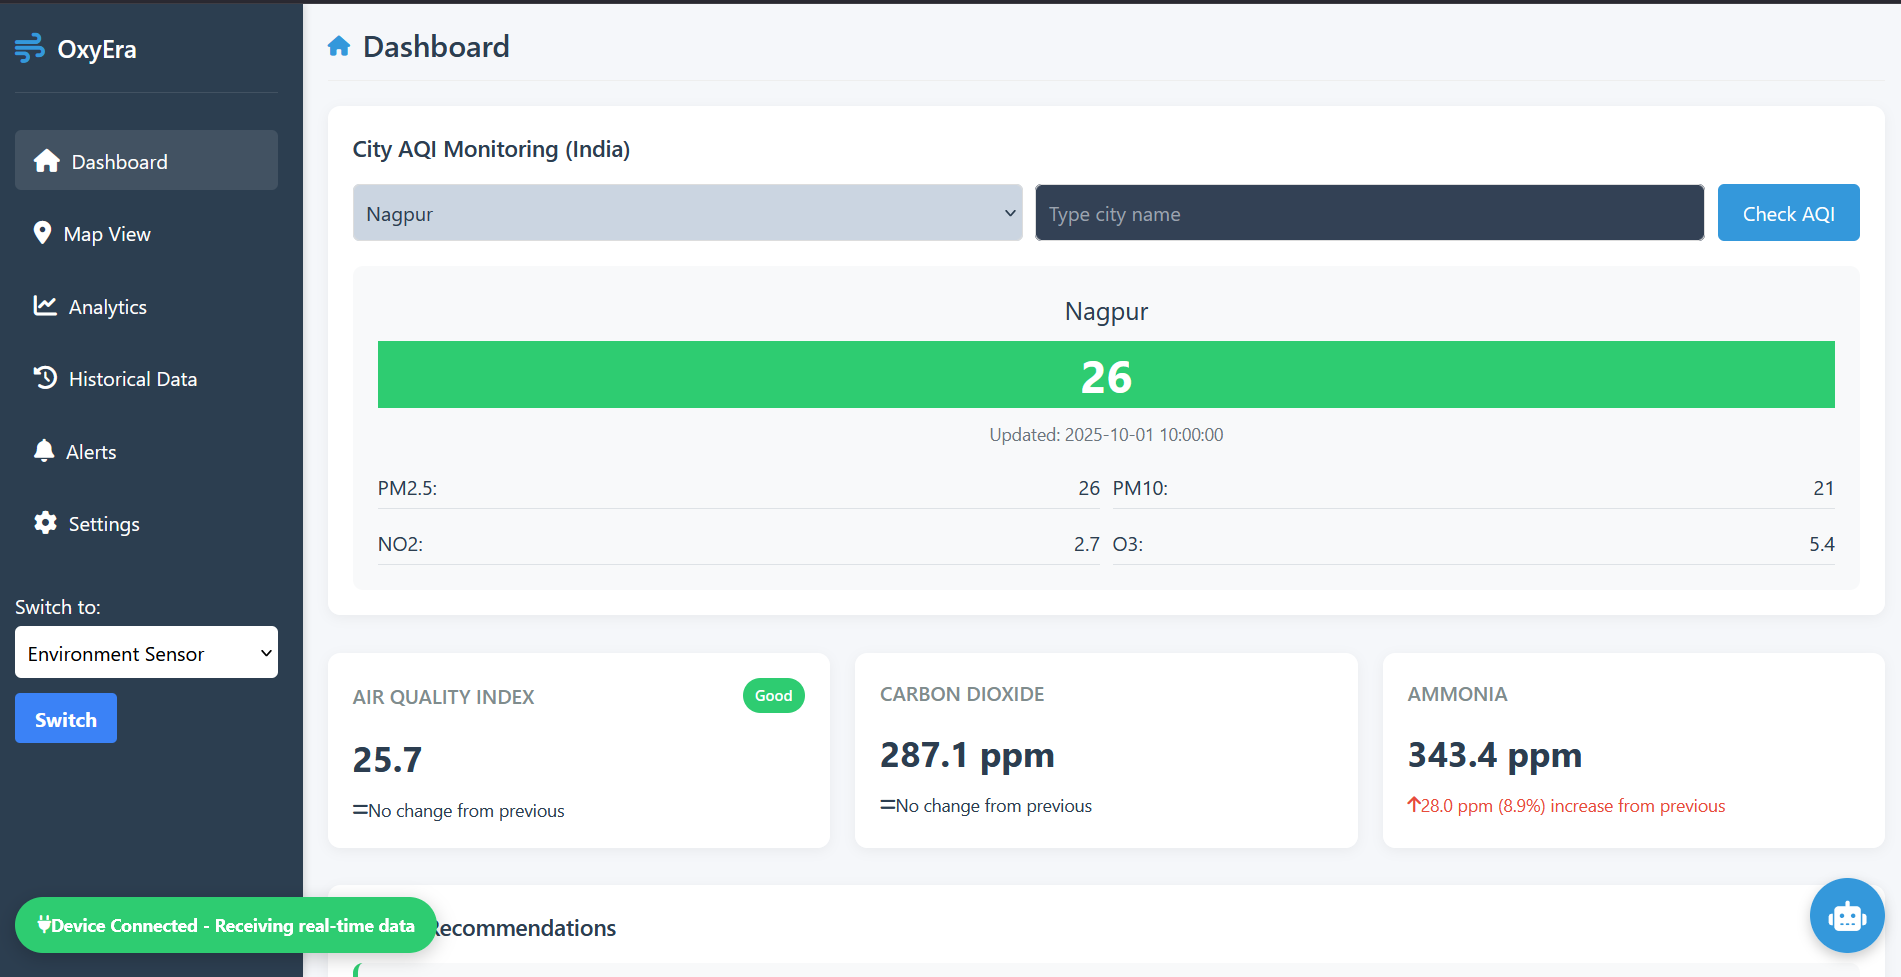 OxyEra
Dashboard
Map View
Analytics
Historical Data
Alerts
Settings
Switch to:
Environment Sensor
Switch
Device Connected - Receiving real-time data
Dashboard
City AQI Monitoring (India)
Nagpur
Type city name
Check AQI
Nagpur
26
Updated: 2025-10-01 10:00:00
PM2.5: 26 PM10: 21
NO2: 2.7 O3: 5.4
AIR QUALITY INDEX
Good
25.7
=No change from previous
CARBON DIOXIDE
287.1 ppm
=No change from previous
AMMONIA
343.4 ppm
↑28.0 ppm (8.9%) increase from previous
Recommendations